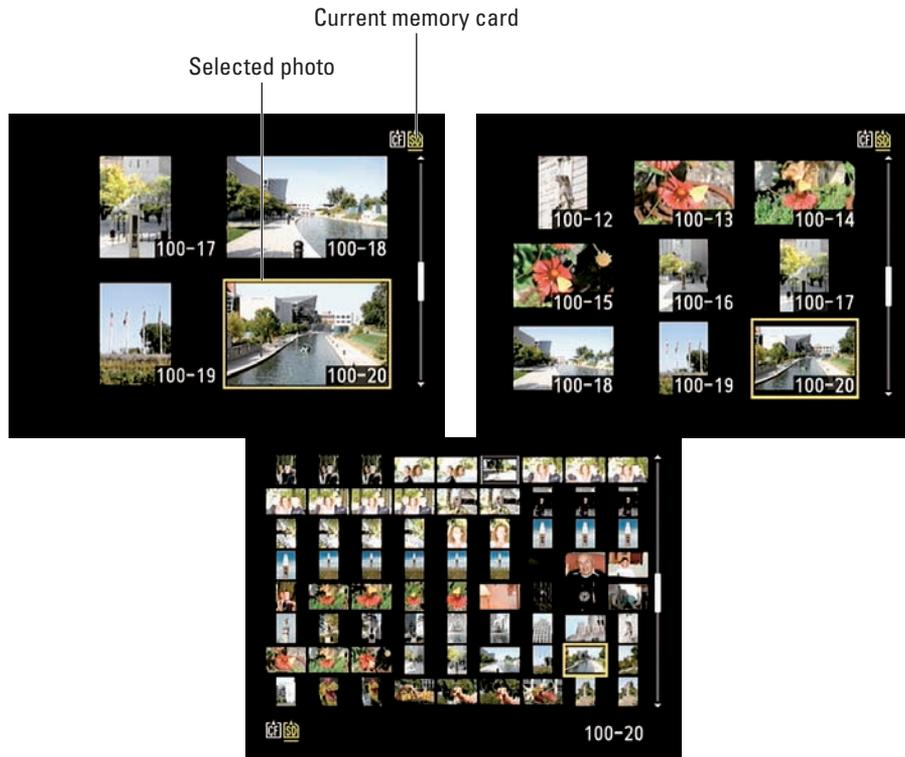 Current memory card
Selected photo
CF SD
100-17 100-18
100-19 100-20
CF SD
100-12 100-13 100-14
100-15 100-16 100-17
100-18 100-19 100-20
CF SD
100-20